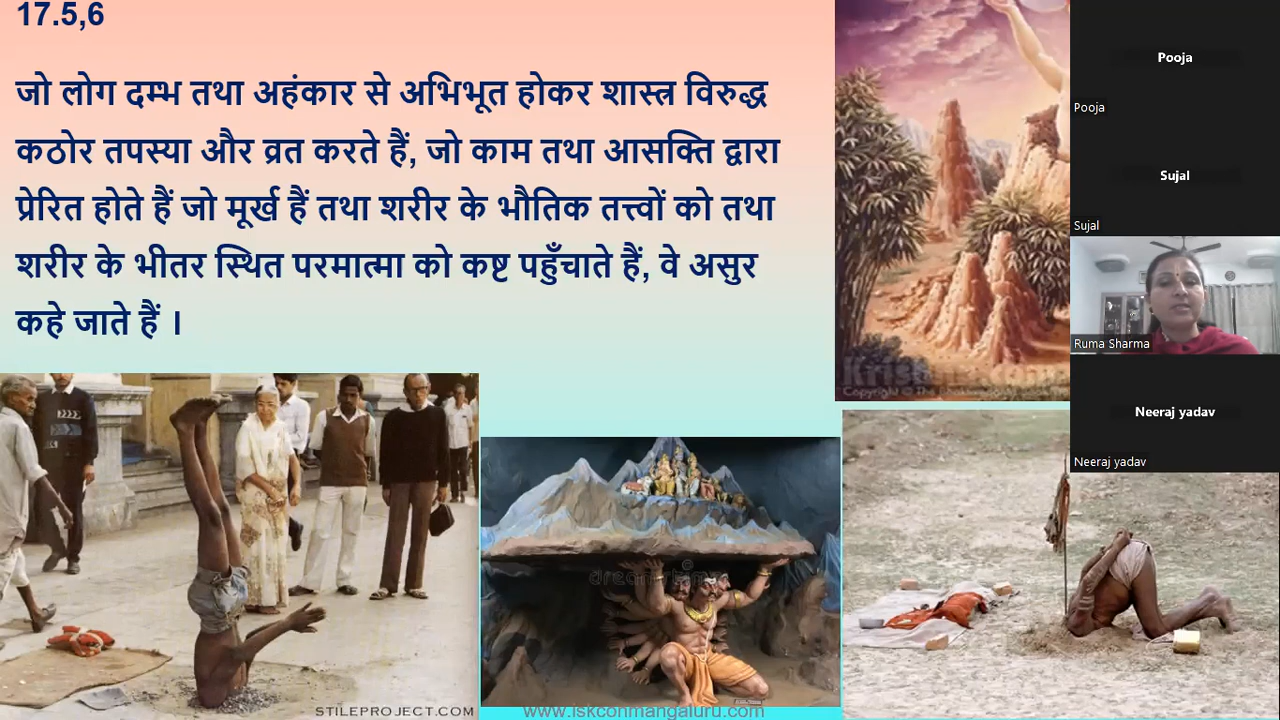 17.5,6
जो लोग दम्भ तथा अहंकार से अभिभूत होकर शास्त्र विरुद्ध
कठोर तपस्या और व्रत करते हैं, जो काम तथा आसक्ति द्वारा
प्रेरित होते हैं जो मूर्ख हैं तथा शरीर के भौतिक तत्त्वों को तथा
शरीर के भीतर स्थित परमात्मा को कष्ट पहुँचाते हैं, वे असुर
कहे जाते हैं ।
Pooja
Pooja
Sujal
Sujal
Ruma Sharma
Neeraj yadav
Neeraj yadav
dreamstime
STILEPROJECT.COM
www.iskconmangaluru.com